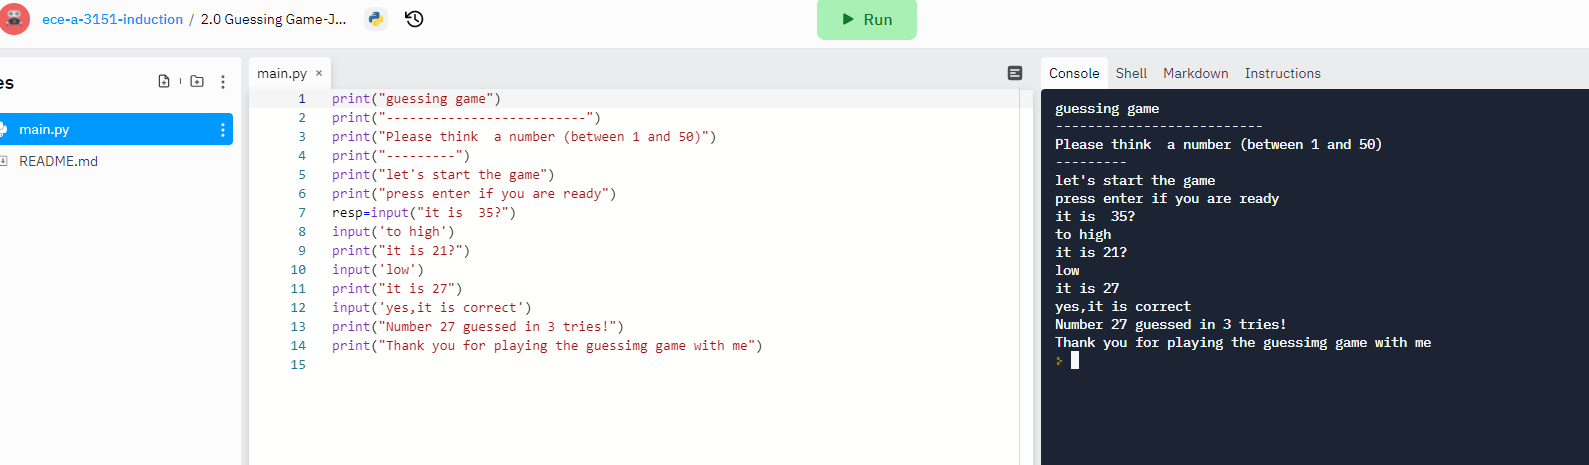 ece-a-3151-induction / 2.0 Guessing Game-J...
Run
es
main.py
README.md
main.py ×
1 print("guessing game")
2 print("--------------------------")
3 print("Please think  a number (between 1 and 50)")
4 print("---------")
5 print("let's start the game")
6 print("press enter if you are ready")
7 resp=input("it is  35?")
8 input('to high')
9 print("it is 21?")
10 input('low')
11 print("it is 27")
12 input('yes,it is correct')
13 print("Number 27 guessed in 3 tries!")
14 print("Thank you for playing the guessimg game with me")
15
Console Shell Markdown Instructions
guessing game
--------------------------
Please think  a number (between 1 and 50)
---------
let's start the game
press enter if you are ready
it is  35?
to high
it is 21?
low
it is 27
yes,it is correct
Number 27 guessed in 3 tries!
Thank you for playing the guessimg game with me